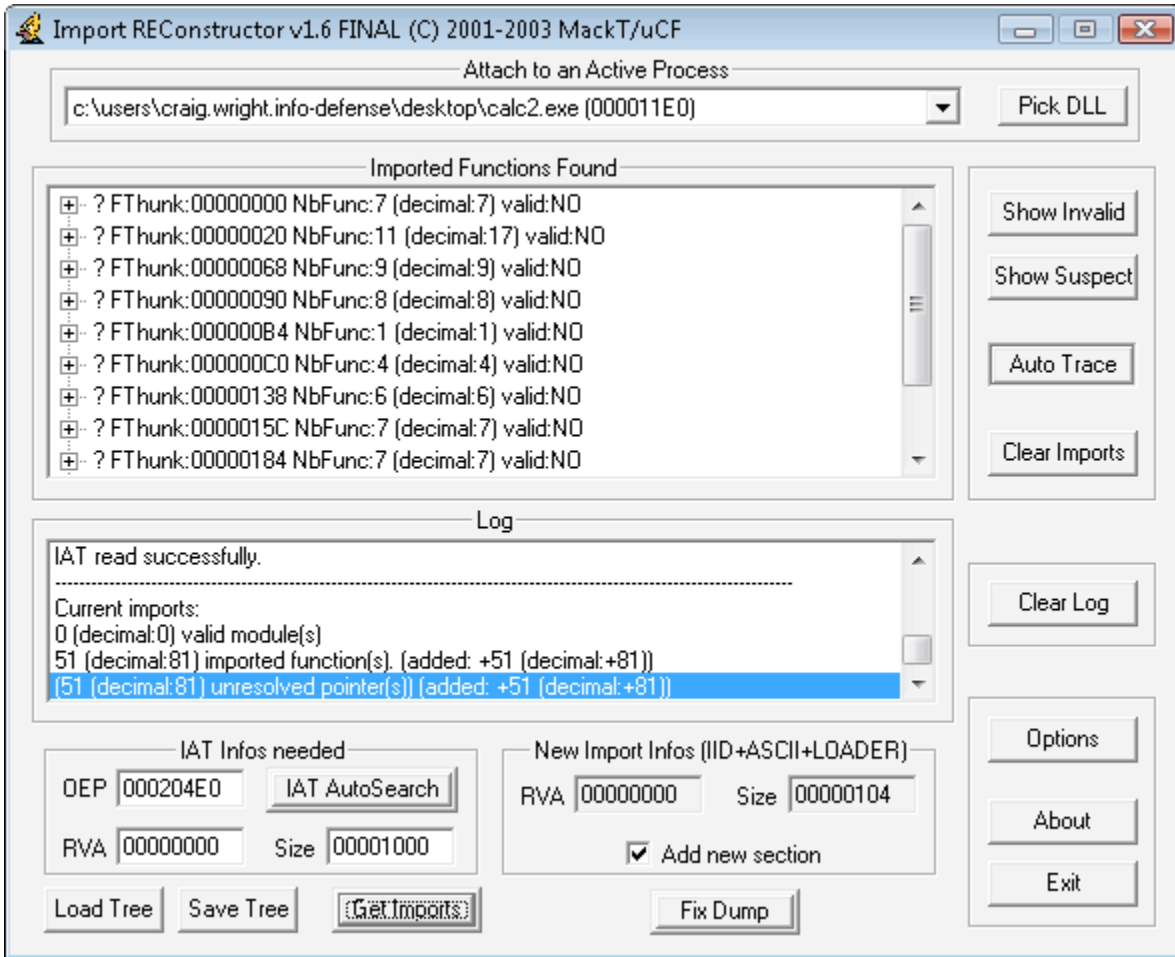 Import REConstructor v1.6 FINAL (C) 2001-2003 MackT/uCF
Attach to an Active Process
c:\users\craig.wright.info-defense\desktop\calc2.exe (000011E0)
Pick DLL
Imported Functions Found
? FThunk:00000000 NbFunc:7 (decimal:7) valid:NO
? FThunk:00000020 NbFunc:11 (decimal:17) valid:NO
? FThunk:00000068 NbFunc:9 (decimal:9) valid:NO
? FThunk:00000090 NbFunc:8 (decimal:8) valid:NO
? FThunk:000000B4 NbFunc:1 (decimal:1) valid:NO
? FThunk:000000C0 NbFunc:4 (decimal:4) valid:NO
? FThunk:00000138 NbFunc:6 (decimal:6) valid:NO
? FThunk:0000015C NbFunc:7 (decimal:7) valid:NO
? FThunk:00000184 NbFunc:7 (decimal:7) valid:NO
Show Invalid
Show Suspect
Auto Trace
Clear Imports
Log
IAT read successfully.
---------------------------------------------------------------------------
Current imports:
0 (decimal:0) valid module(s)
51 (decimal:81) imported function(s). (added: +51 (decimal:+81))
(51 (decimal:81) unresolved pointer(s)) (added: +51 (decimal:+81))
Clear Log
IAT Infos needed
OEP 000204E0 IAT AutoSearch
RVA 00000000 Size 00001000
New Import Infos (IID+ASCII+LOADER)
RVA 00000000 Size 00000104
Add new section
Options
About
Exit
Load Tree Save Tree Get Imports Fix Dump